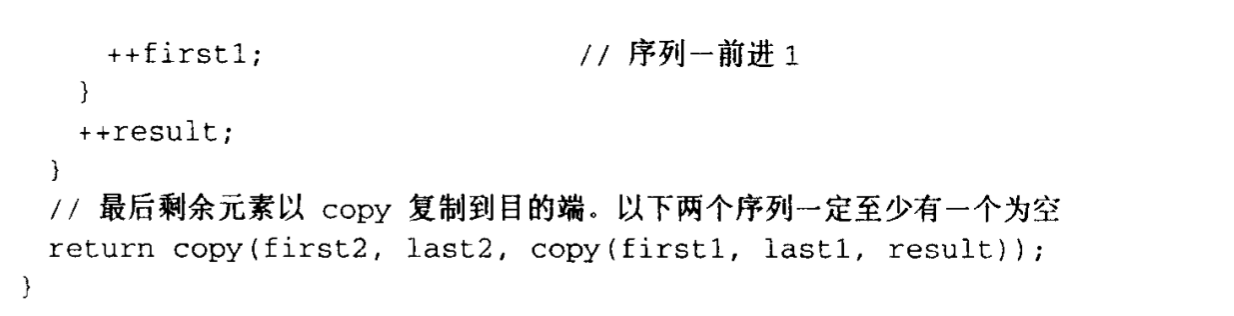 ++first1; // 序列一前进 1
}
++result;
}
// 最后剩余元素以 copy 复制到目的端。以下两个序列一定至少有一个为空
return copy(first2, last2, copy(first1, last1, result));
}